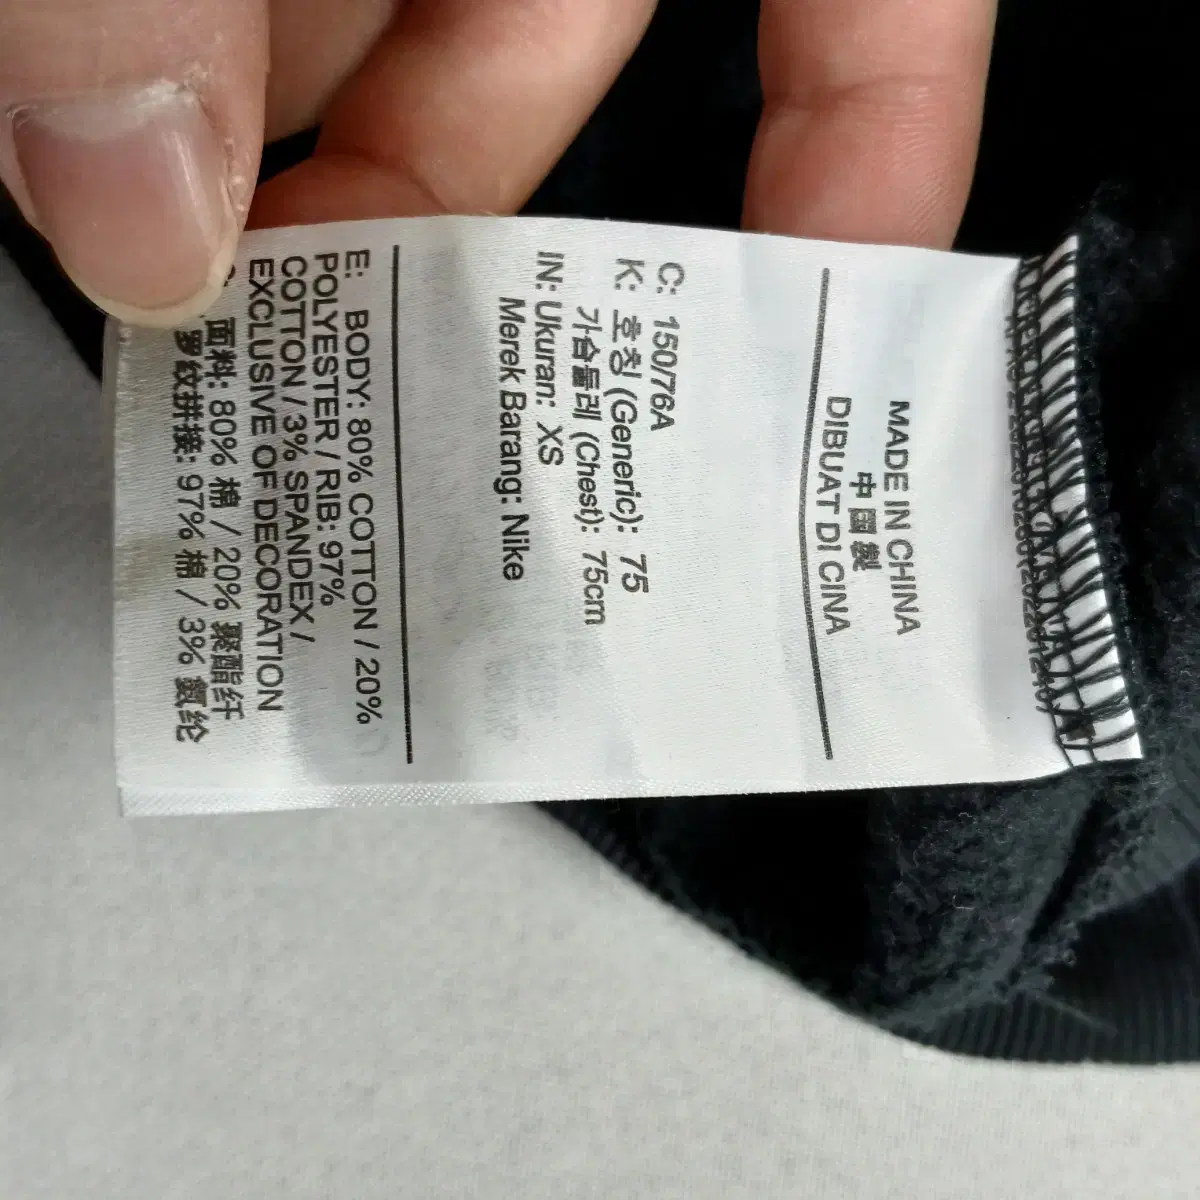 MADE IN CHINA
中国製
DIBUAT DI CINA
C: 150/76A
K: 호칭 (Generic): 75
가슴둘레 (Chest): 75cm
IN: Ukuran: XS
Merek Barang: Nike
E: BODY: 80% COTTON / 20%
POLYESTER / RIB: 97%
COTTON / 3% SPANDEX /
EXCLUSIVE OF DECORATION
面料: 80% 棉 / 20% 聚酯纤
罗纹拼接: 97% 棉 / 3% 氨纶